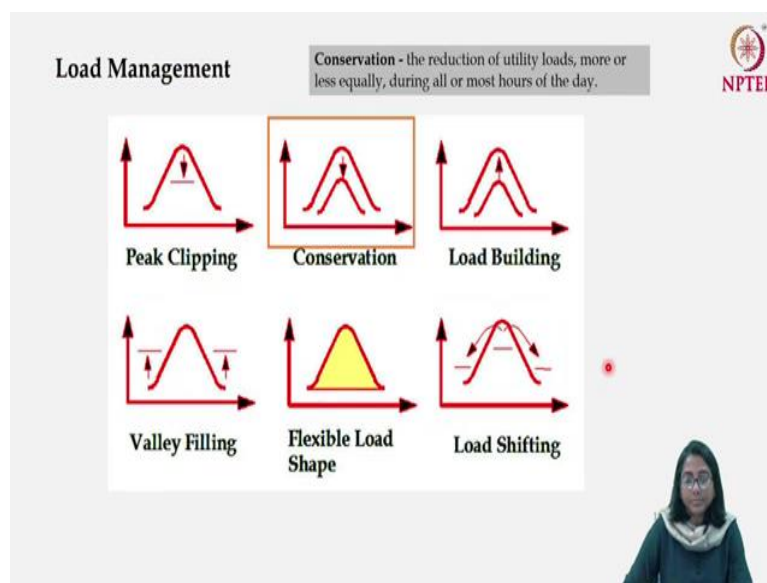 Load Management
Conservation - the reduction of utility loads, more or
less equally, during all or most hours of the day.
NPTEL
Peak Clipping
Conservation
Load Building
Valley Filling
Flexible Load
Shape
Load Shifting